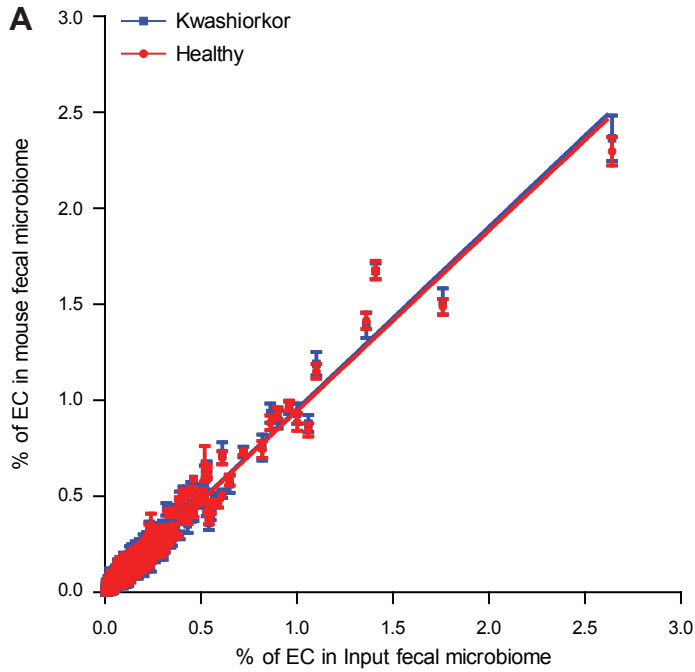 A
Kwashiorkor
Healthy
% of EC in mouse fecal microbiome
3.0
2.5
2.0
1.5
1.0
0.5
0.0
0.0 0.5 1.0 1.5 2.0 2.5 3.0
% of EC in Input fecal microbiome